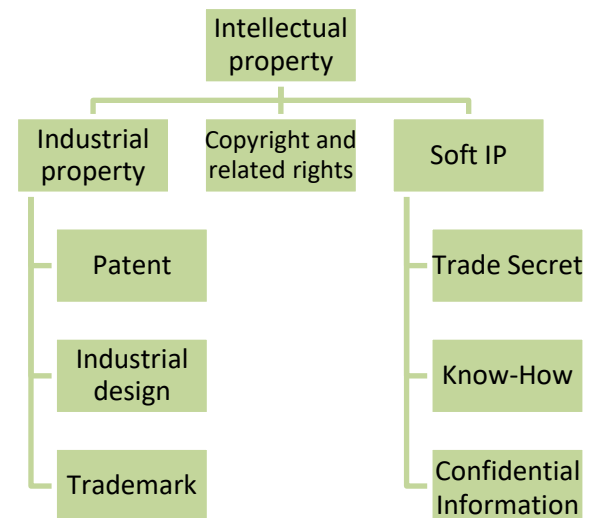 Intellectual
property
Industrial
property
Copyright and
related rights
Soft IP
Patent
Industrial
design
Trademark
Trade Secret
Know-How
Confidential
Information